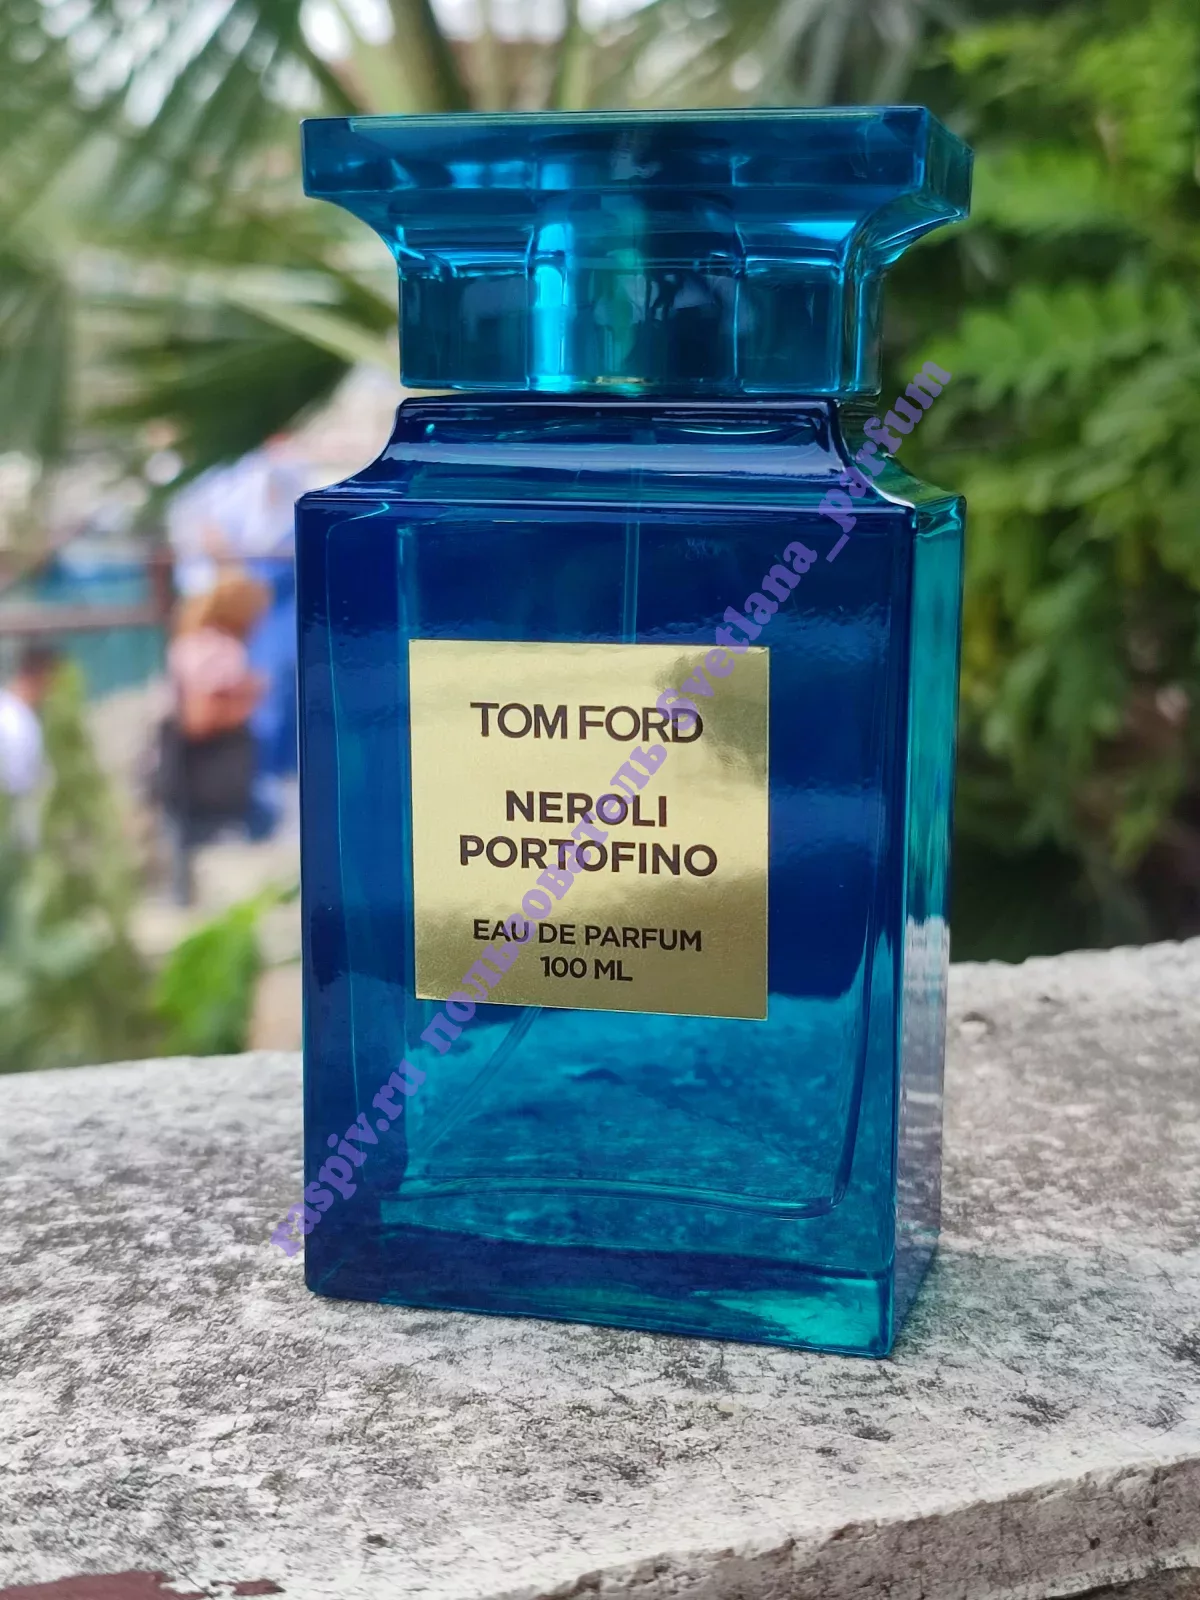 TOM FORD
NEROLI
PORTOFINO
EAU DE PARFUM
100 ML
raspiv.ru пользователь Svetlana_parfum